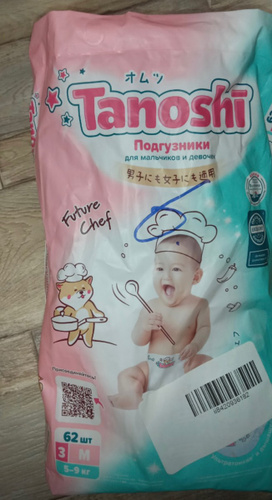 オムツ
Tanoshi
Подгузники
для мальчиков и девочек
男子にも女子にも適用
Future
Chef
62 шт
3 M
5-9 кг